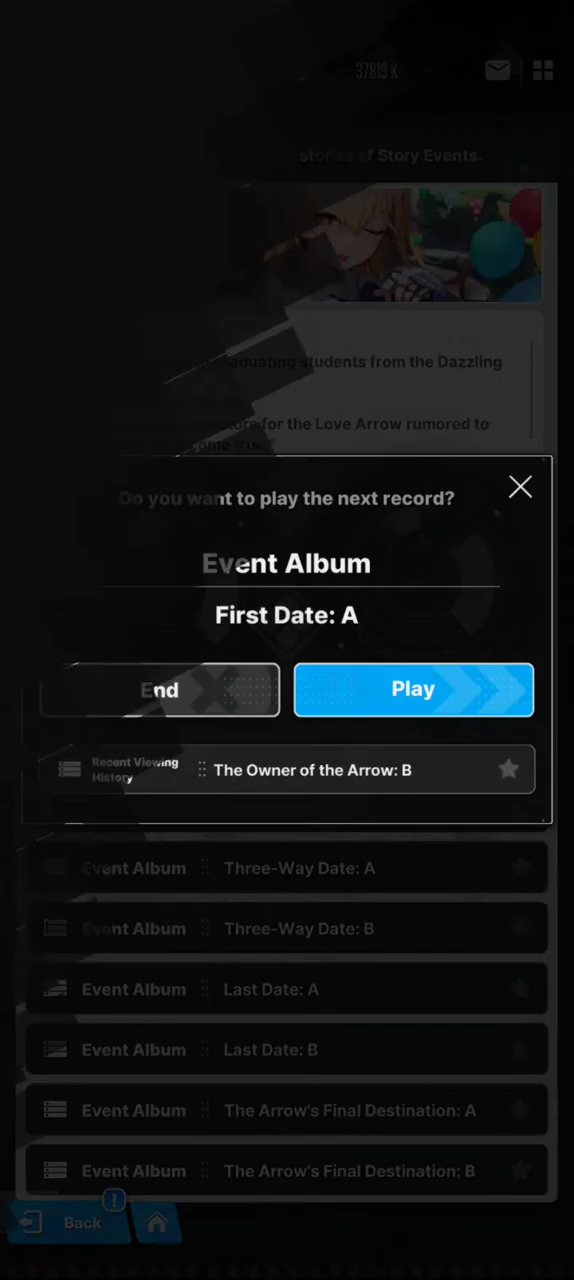 37819 K
stories of Story Events.
graduating students from the Dazzling
for the Love Arrow rumored to
come true.
Do you want to play the next record?
Event Album
First Date: A
End
Play
Recent Viewing
History
The Owner of the Arrow: B
Event Album Three-Way Date: A
Event Album Three-Way Date: B
Event Album Last Date: A
Event Album Last Date: B
Event Album The Arrow's Final Destination: A
Event Album The Arrow's Final Destination: B
!
Back